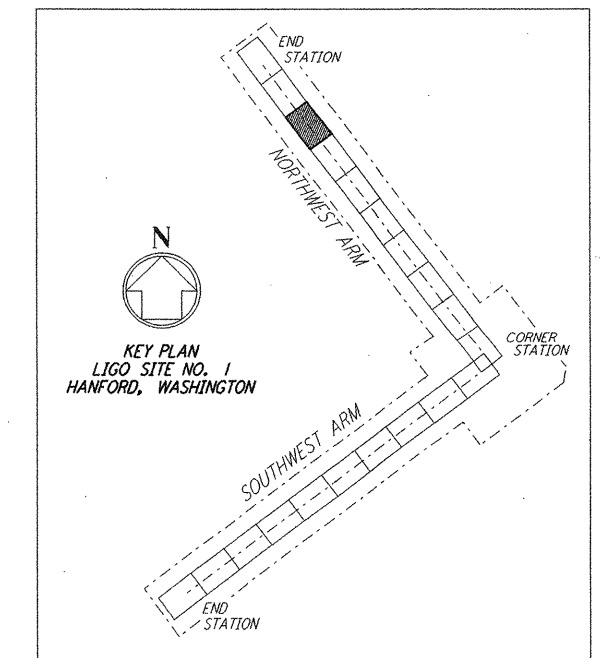 END
STATION
NORTHWEST ARM
N
KEY PLAN
LIGO SITE NO. 1
HANFORD, WASHINGTON
CORNER
STATION
SOUTHWEST ARM
END
STATION